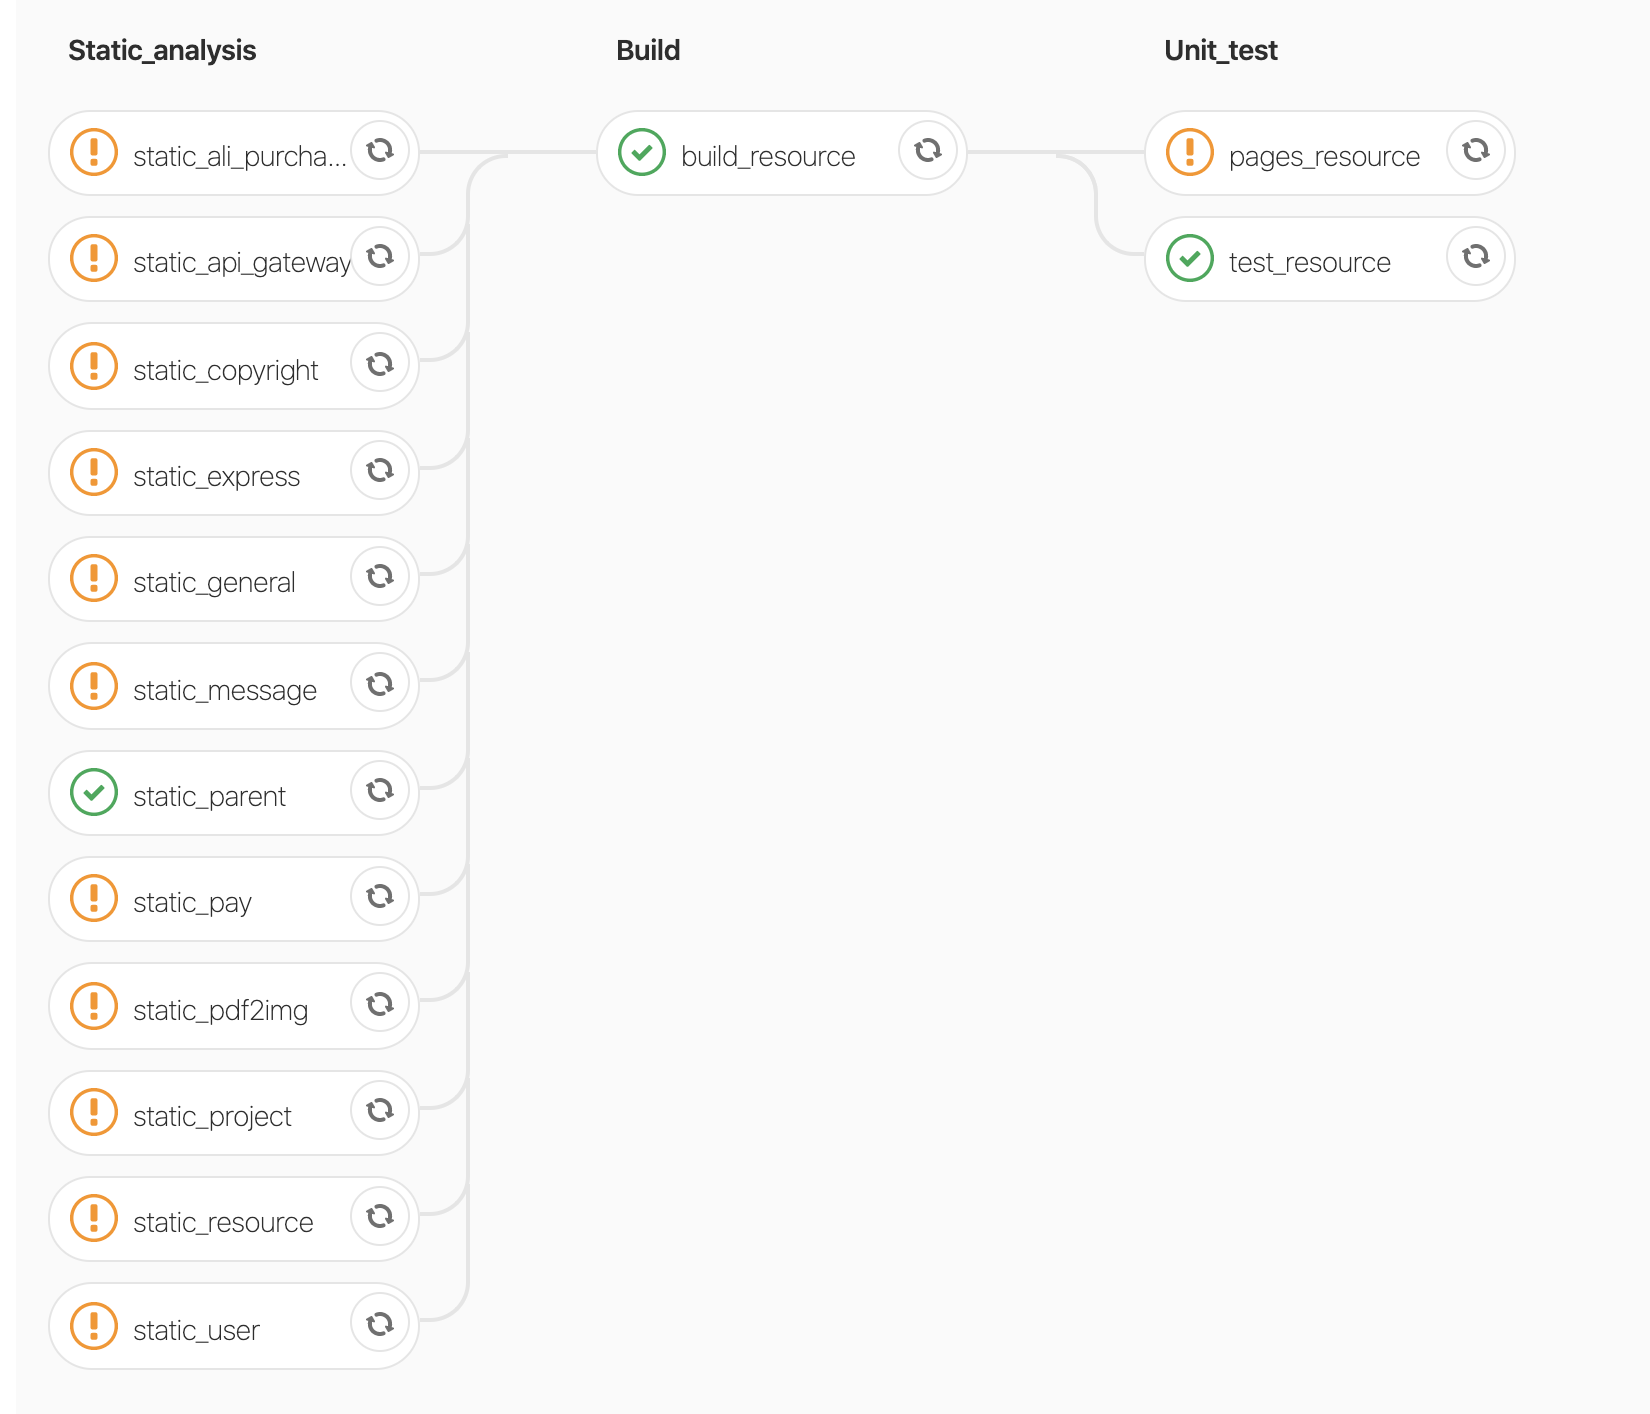 Static_analysis
static_ali_purcha...
static_api_gateway
static_copyright
static_express
static_general
static_message
static_parent
static_pay
static_pdf2img
static_project
static_resource
static_user
Build
build_resource
Unit_test
pages_resource
test_resource